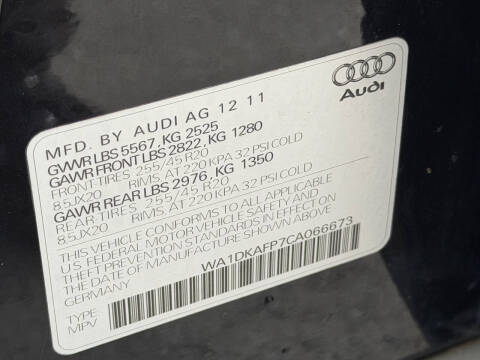 Audi
MFD. BY AUDI AG 12 11
GVWR LBS 5567, KG 2525
GAWR FRONT LBS 2822, KG 1280
FRONT-TIRES 255/45 R20
8.5JX20 RIMS, AT 220 KPA 32 PSI COLD
GAWR REAR LBS 2976, KG 1350
REAR-TIRES 255/45 R20
8.5JX20 RIMS, AT 220 KPA 32 PSI COLD
THIS VEHICLE CONFORMS TO ALL APPLICABLE
US FEDERAL MOTOR VEHICLE SAFETY AND
THEFT PREVENTION STANDARDS IN EFFECT
ON THE DATE OF MANUFACTURE SHOWN ABOVE
GERMANY WA1DKAFP7CA066673
TYPE
MPV